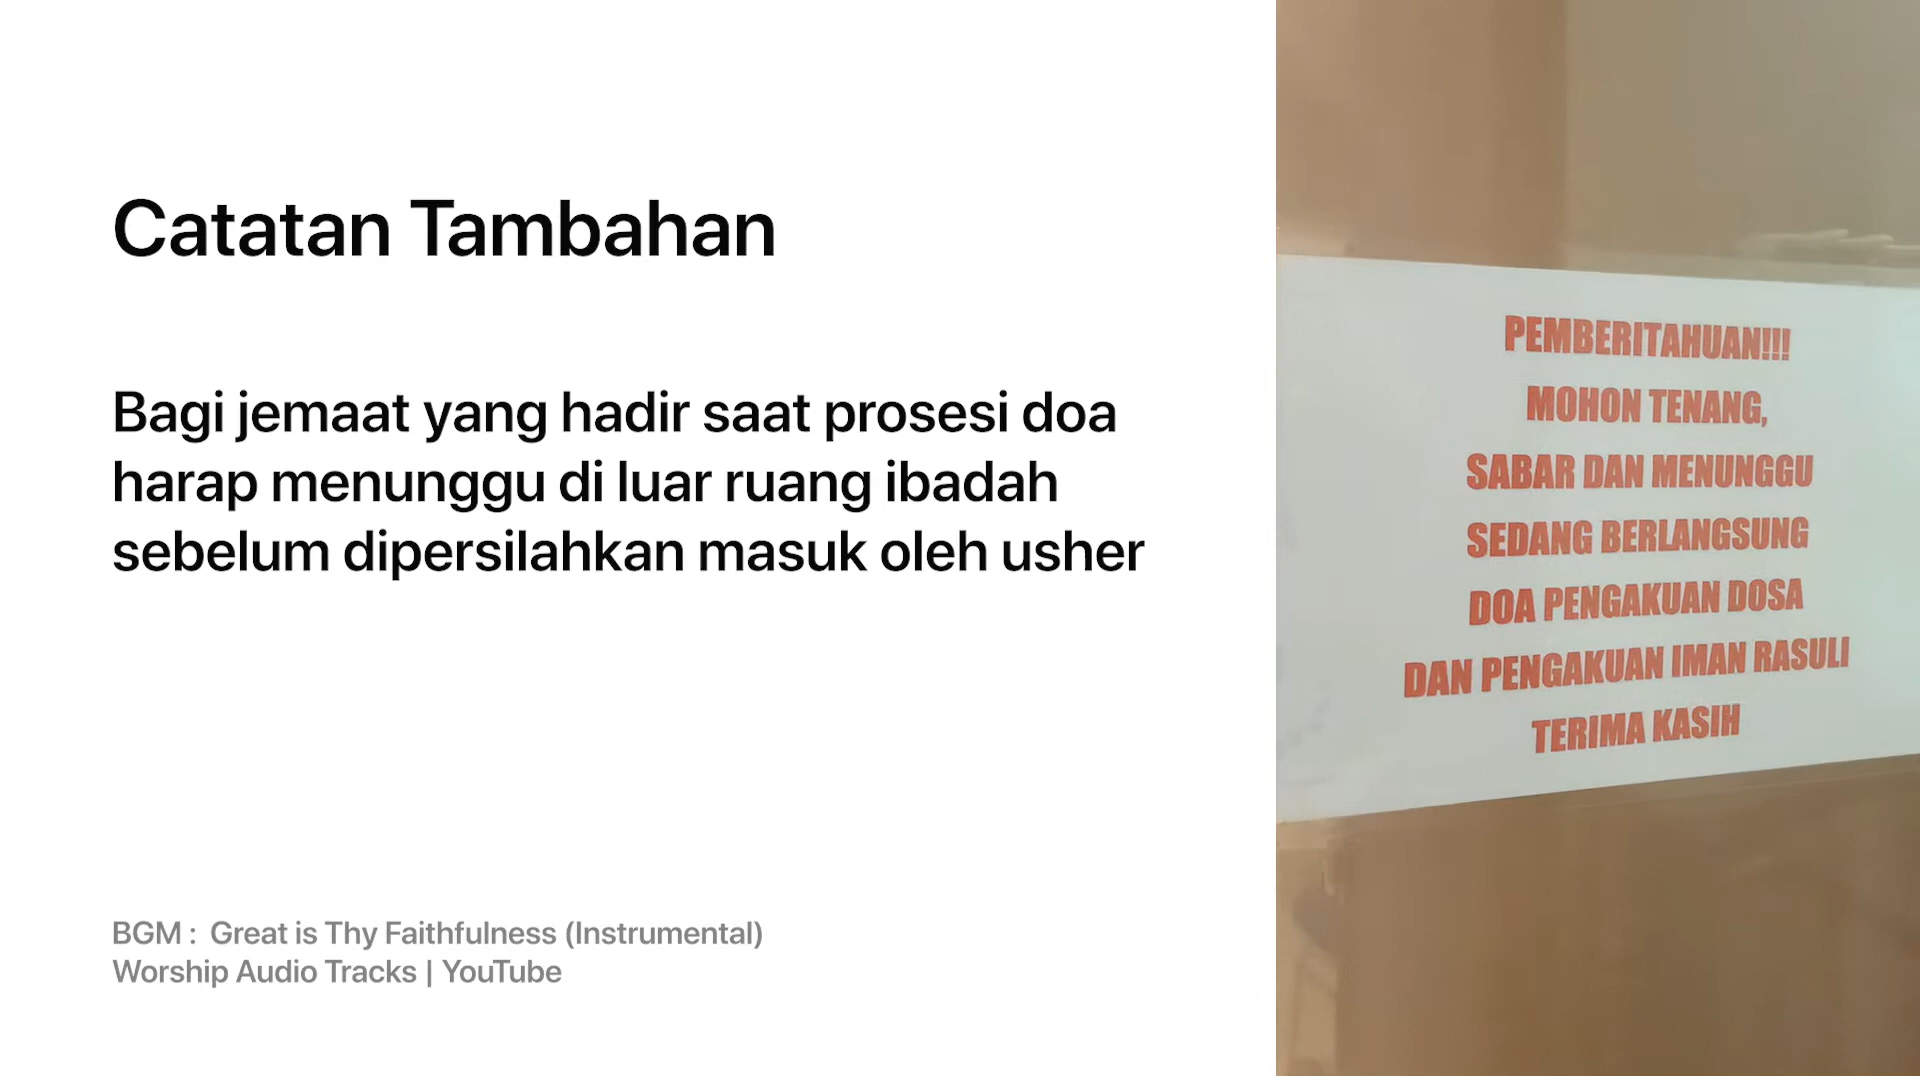 Catatan Tambahan
Bagi jemaat yang hadir saat prosesi doa
harap menunggu di luar ruang ibadah
sebelum dipersilahkan masuk oleh usher
BGM :  Great is Thy Faithfulness (Instrumental)
Worship Audio Tracks | YouTube
PEMBERITAHUAN!!!
MOHON TENANG,
SABAR DAN MENUNGGU
SEDANG BERLANGSUNG
DOA PENGAKUAN DOSA
DAN PENGAKUAN IMAN RASULI
TERIMA KASIH